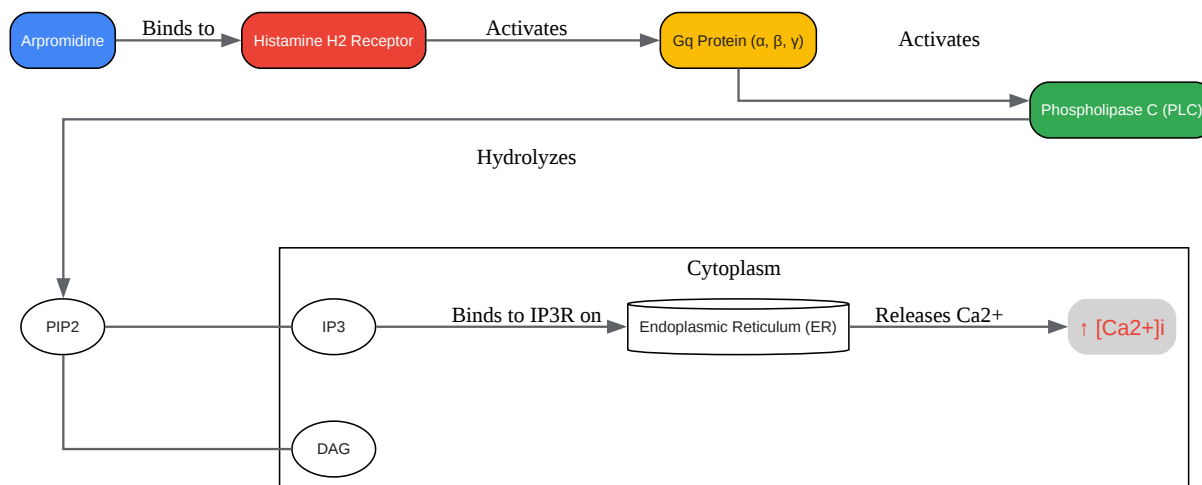 Arpromidine
Binds to
Histamine H2 Receptor
Activates
Gq Protein (α, β, γ)
Activates
Phospholipase C (PLC)
Hydrolyzes
Cytoplasm
PIP2
IP3
Binds to IP3R on
Endoplasmic Reticulum (ER)
Releases Ca2+
↑ [Ca2+]i
DAG